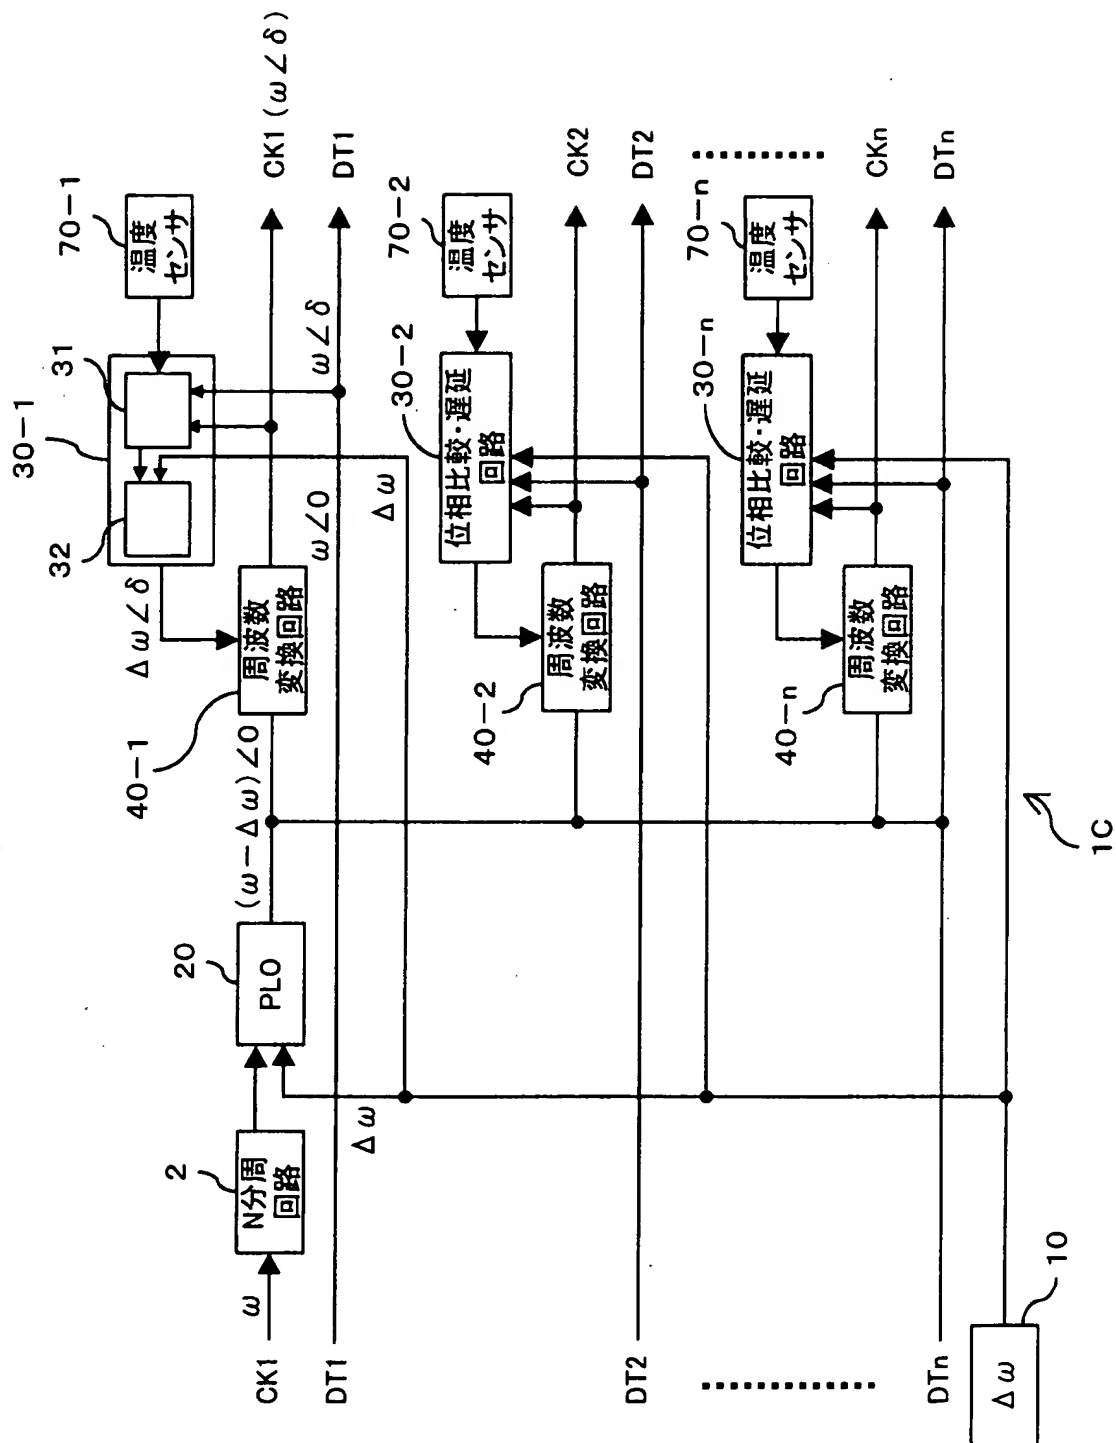 30-1
31
32
70-1
温度
センサ
CK1(ω∠δ)
DT1
ω∠δ
ω∠0
Δω∠δ
Δω
周波数
変換回路
40-1
(ω-Δω)∠0
20
PLO
2
N分周
回路
ω
CK1
DT1
Δω
70-2
温度
センサ
30-2
位相比較・遅延
回路
周波数
変換回路
40-2
CK2
DT2
DT2
70-n
温度
センサ
30-n
位相比較・遅延
回路
周波数
変換回路
40-n
CKn
DTn
DTn
Δω
10
1C